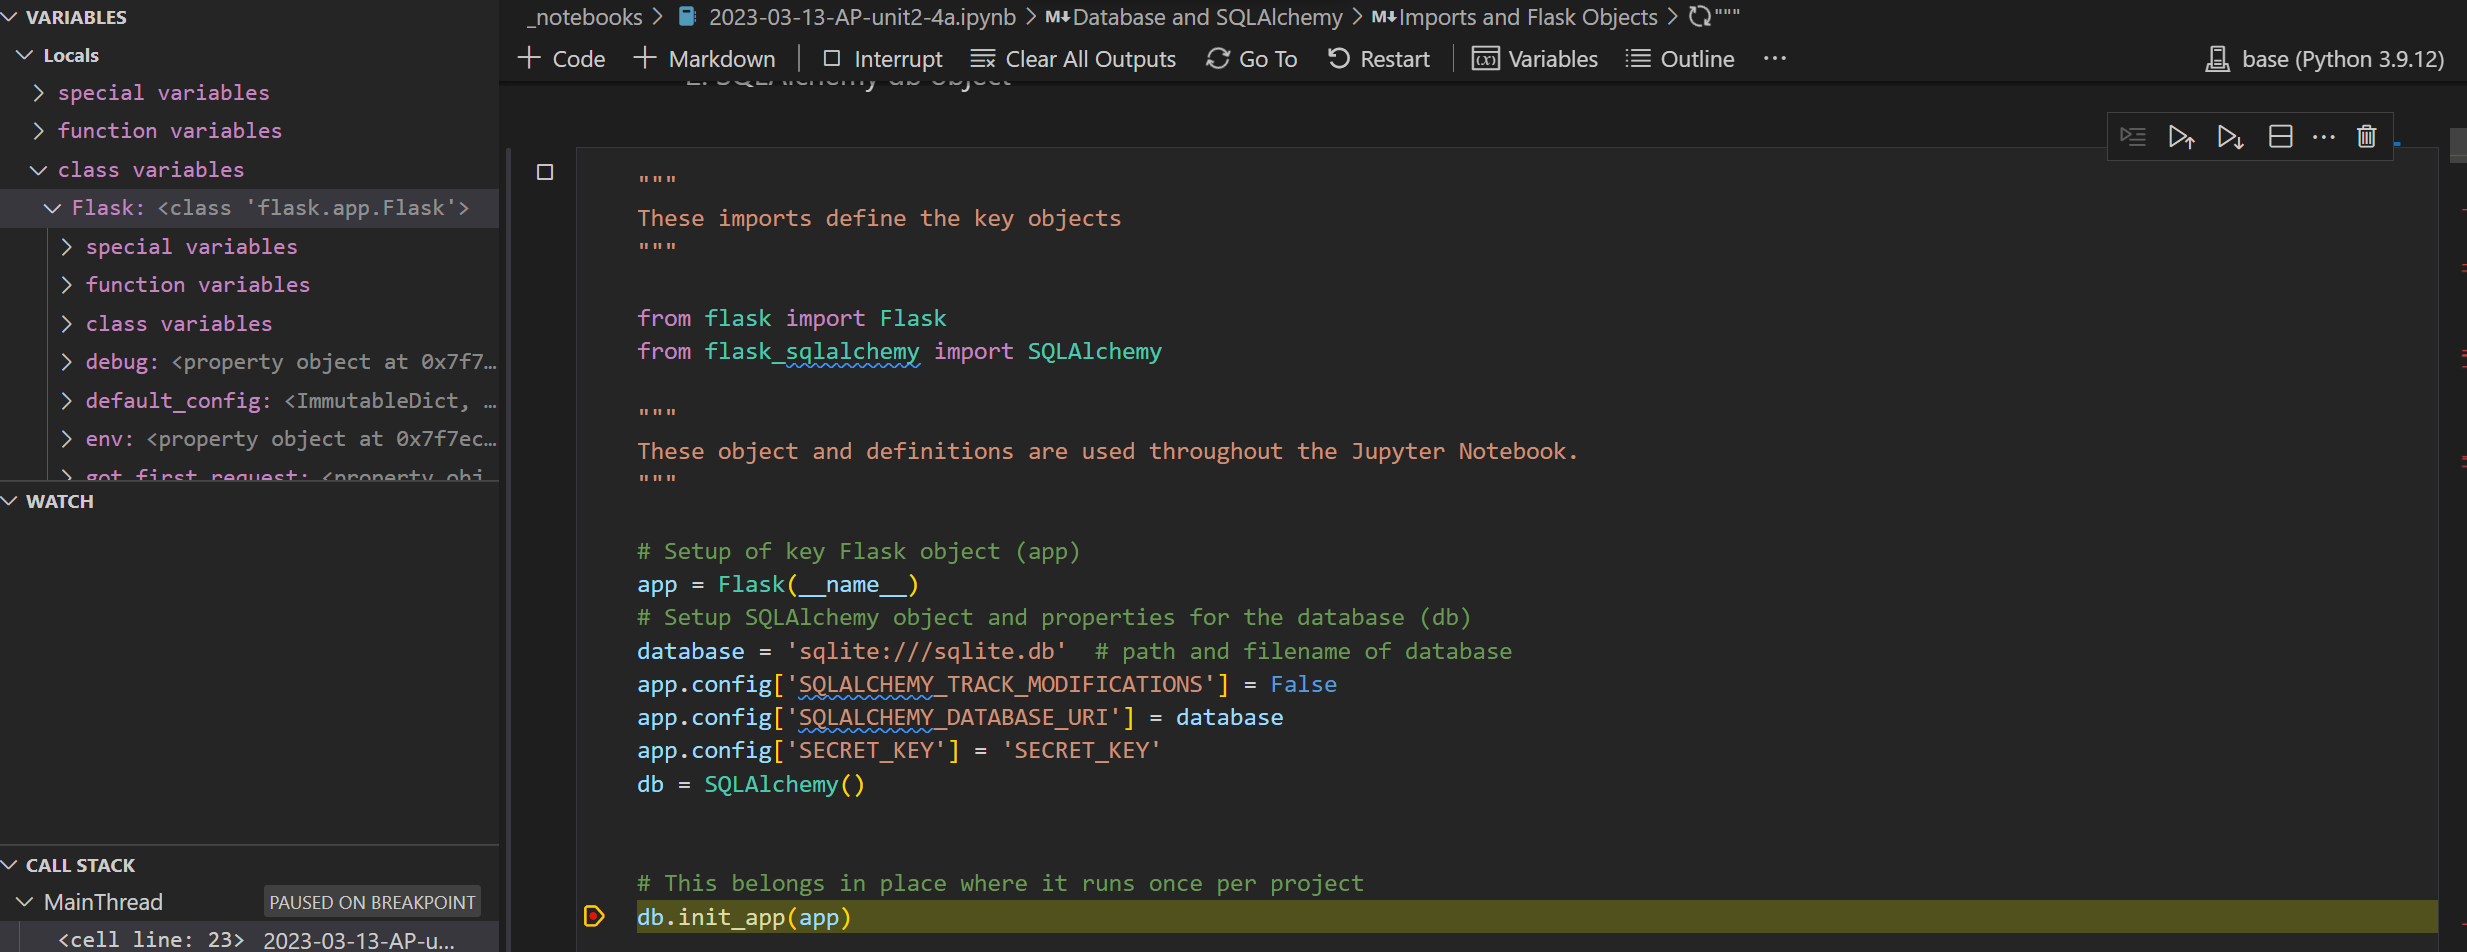 VARIABLES
Locals
special variables
function variables
class variables
Flask: <class 'flask.app.Flask'>
special variables
function variables
class variables
debug: <property object at 0x7f7…
default_config: <ImmutableDict, …
env: <property object at 0x7f7ec…
got_first_request: <property obj
WATCH
CALL STACK
MainThread PAUSED ON BREAKPOINT
<cell line: 23> 2023-03-13-AP-u...
_notebooks > 2023-03-13-AP-unit2-4a.ipynb > M↓Database and SQLAlchemy > M↓Imports and Flask Objects > """
+ Code + Markdown | Interrupt Clear All Outputs Go To Restart | Variables Outline ··· base (Python 3.9.12)
2. SQLAlchemy db object
"""
These imports define the key objects
"""
from flask import Flask
from flask_sqlalchemy import SQLAlchemy
"""
These object and definitions are used throughout the Jupyter Notebook.
"""
# Setup of key Flask object (app)
app = Flask(__name__)
# Setup SQLAlchemy object and properties for the database (db)
database = 'sqlite:///sqlite.db'  # path and filename of database
app.config['SQLALCHEMY_TRACK_MODIFICATIONS'] = False
app.config['SQLALCHEMY_DATABASE_URI'] = database
app.config['SECRET_KEY'] = 'SECRET_KEY'
db = SQLAlchemy()
# This belongs in place where it runs once per project
db.init_app(app)